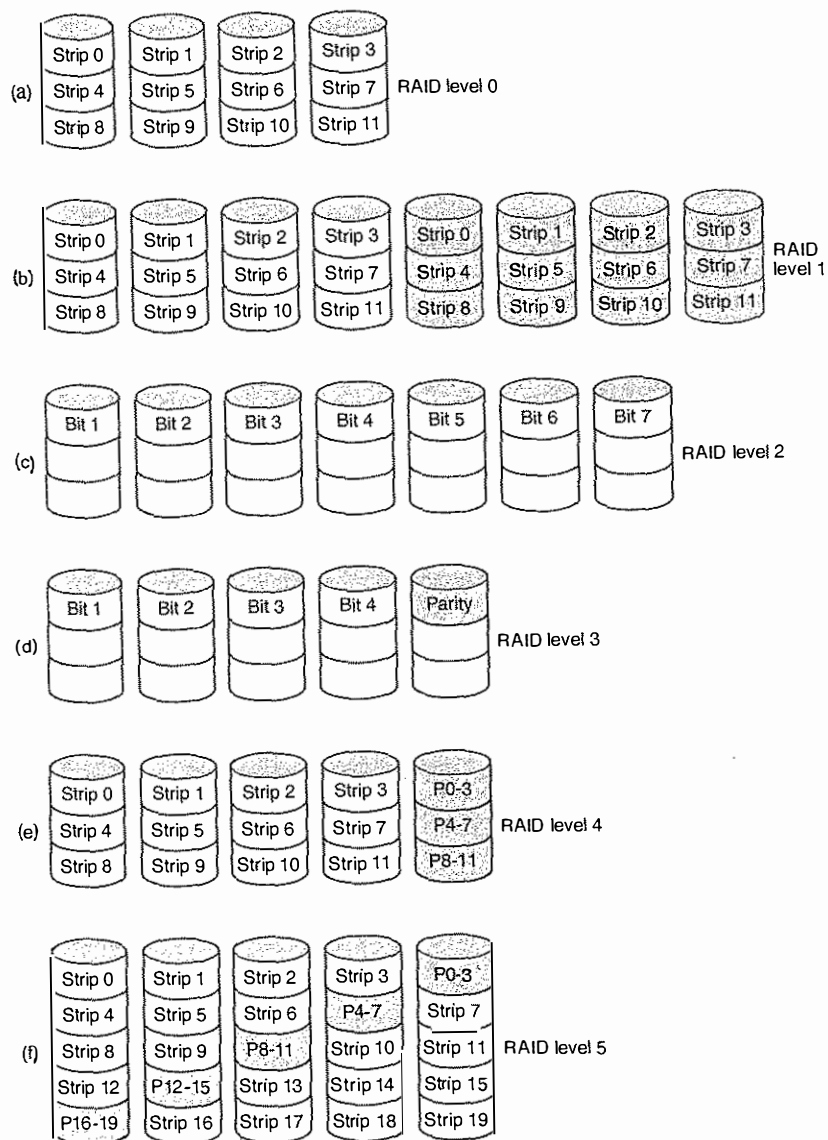 Strip 0 Strip 1 Strip 2 Strip 3
(a) Strip 4 Strip 5 Strip 6 Strip 7 RAID level 0
Strip 8 Strip 9 Strip 10 Strip 11
Strip 0 Strip 1 Strip 2 Strip 3 Strip 0 Strip 1 Strip 2 Strip 3
RAID
(b) Strip 4 Strip 5 Strip 6 Strip 7 Strip 4 Strip 5 Strip 6 Strip 7
level 1
Strip 8 Strip 9 Strip 10 Strip 11 Strip 8 Strip 9 Strip 10 Strip 11
Bit 1 Bit 2 Bit 3 Bit 4 Bit 5 Bit 6 Bit 7
(c) RAID level 2
Bit 1 Bit 2 Bit 3 Bit 4 Parity
(d) RAID level 3
Strip 0 Strip 1 Strip 2 Strip 3 P0-3
(e) Strip 4 Strip 5 Strip 6 Strip 7 P4-7 RAID level 4
Strip 8 Strip 9 Strip 10 Strip 11 P8-11
Strip 0 Strip 1 Strip 2 Strip 3 P0-3
Strip 4 Strip 5 Strip 6 P4-7 Strip 7
(f) Strip 8 Strip 9 P8-11 Strip 10 Strip 11 RAID level 5
Strip 12 P12-15 Strip 13 Strip 14 Strip 15
P16-19 Strip 16 Strip 17 Strip 18 Strip 19